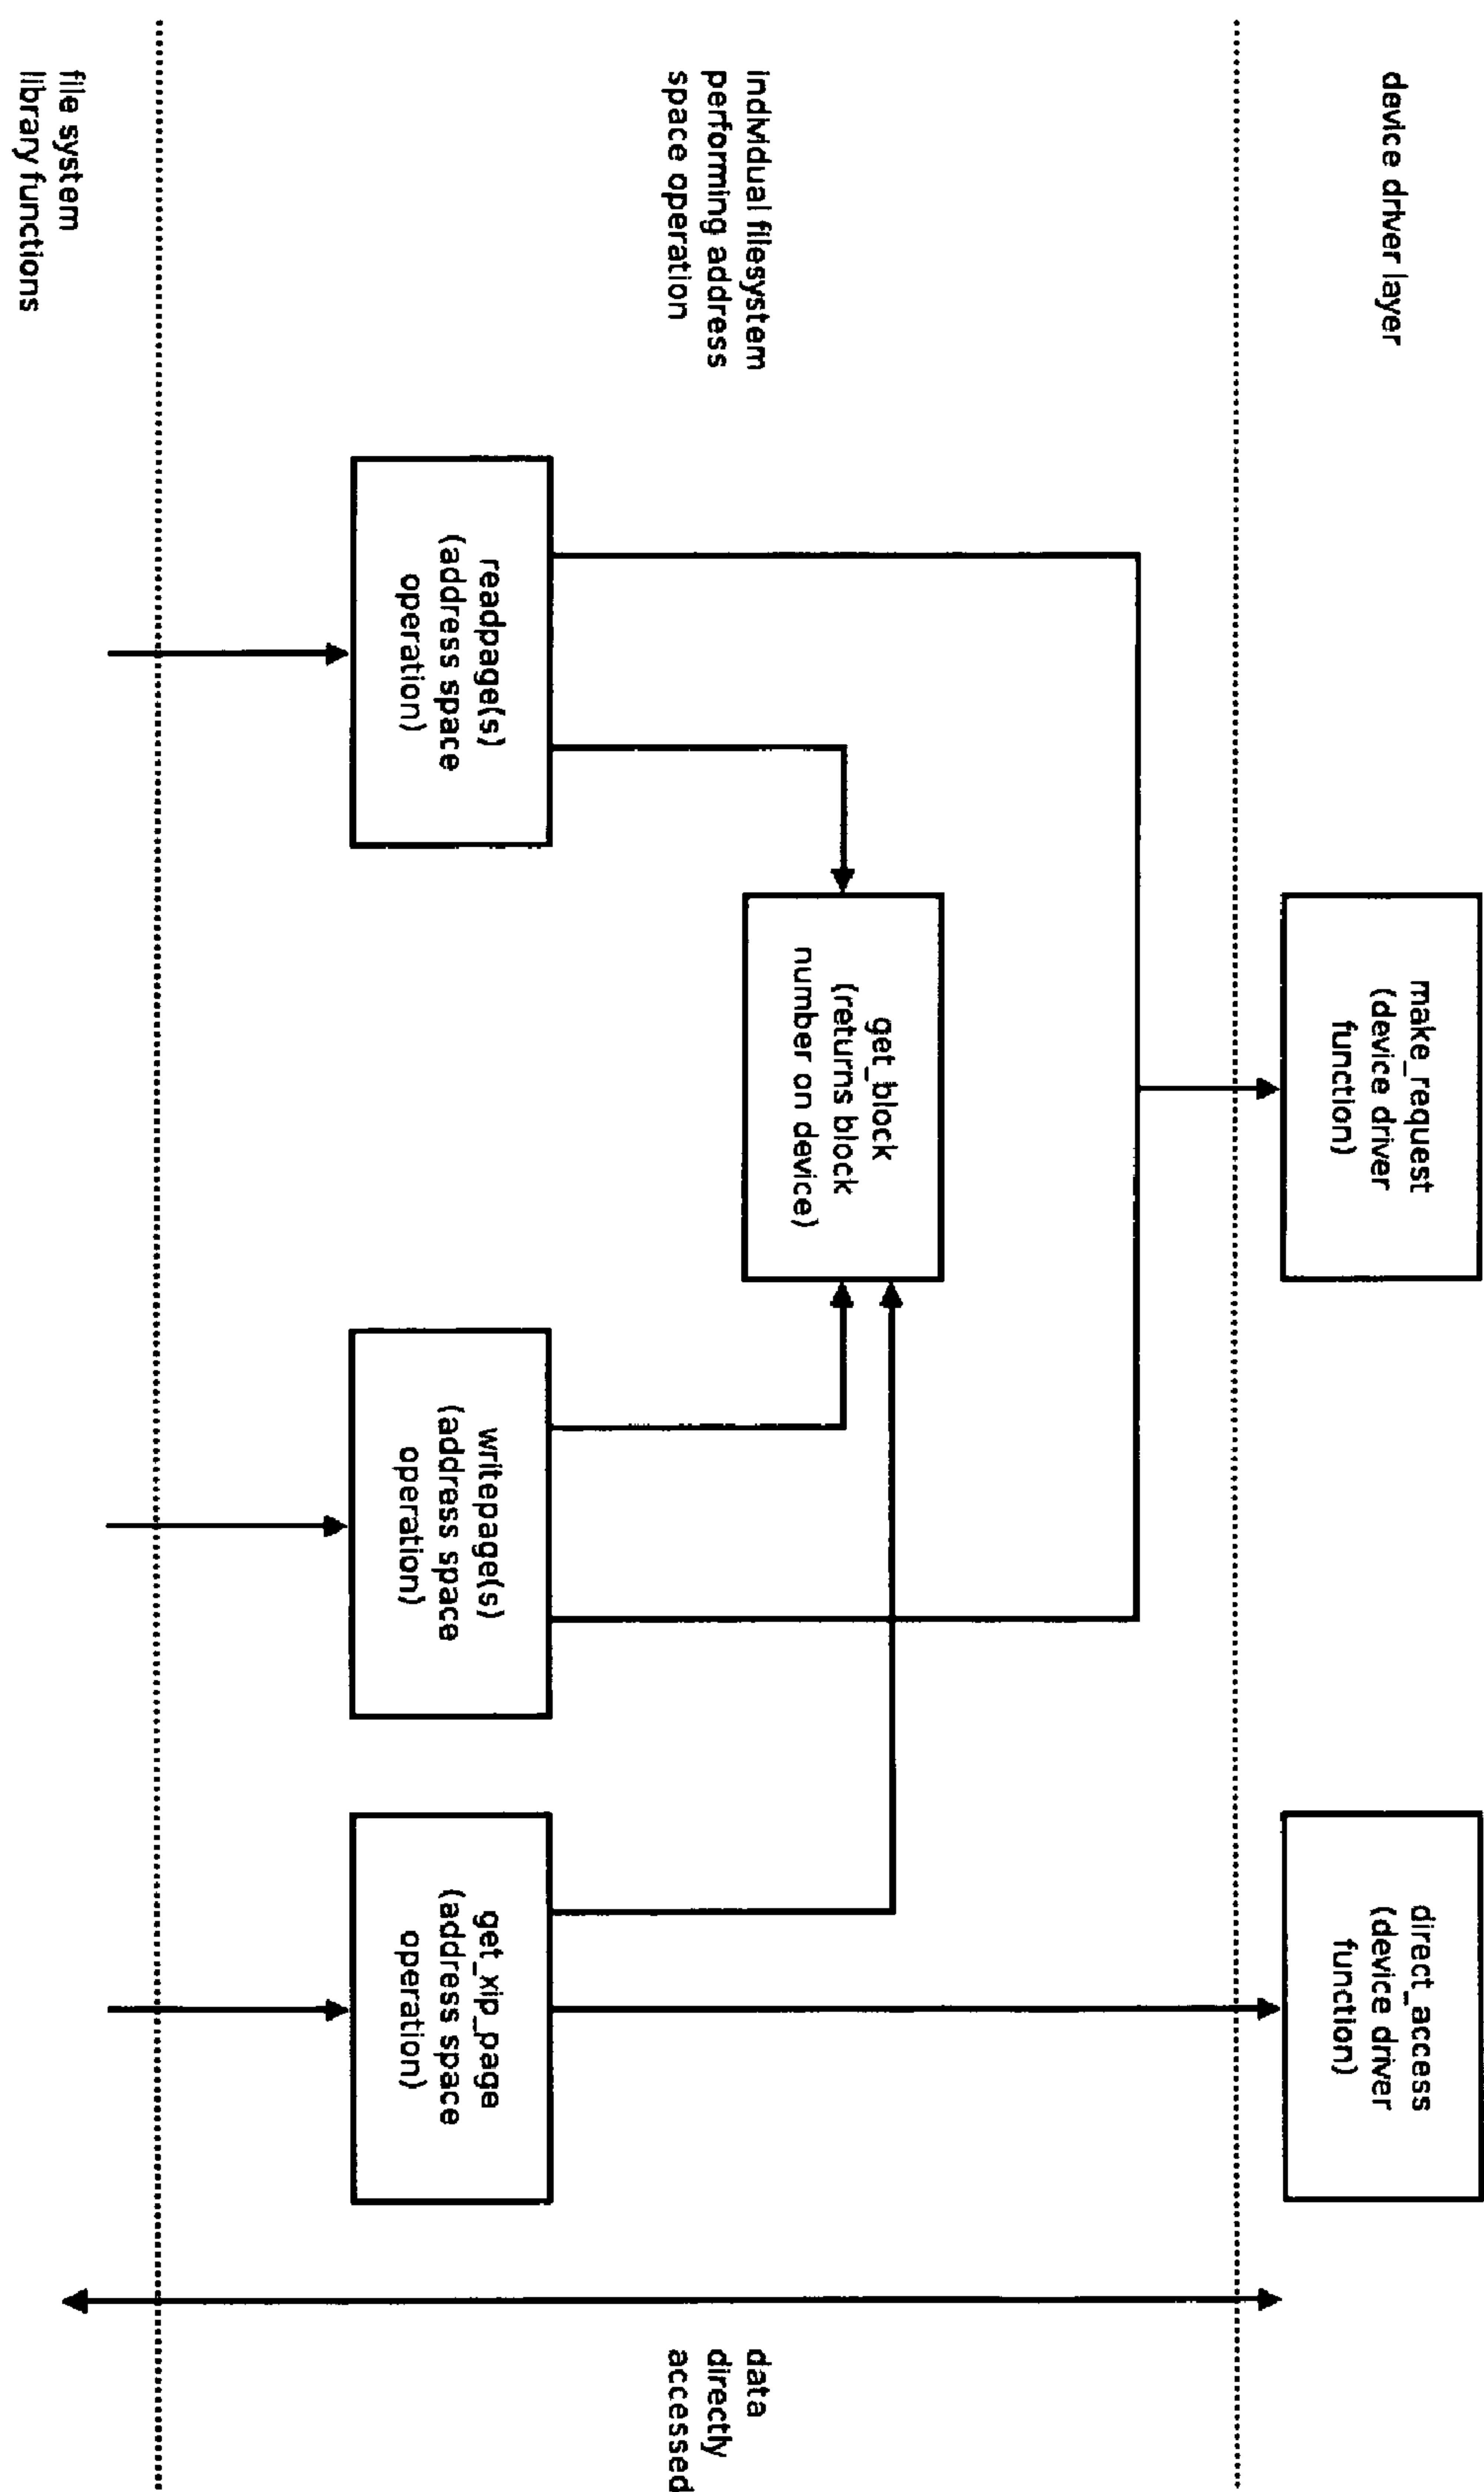 device driver layer
make_request
(device driver
function)
direct_access
(device driver
function)
individual filesystem
performing address
space operation
get_block
(returns block
number on device)
data
directly
accessed
readpage(s)
(address space
operation)
writepage(s)
(address space
operation)
get_xip_page
(address space
operation)
file system
library functions